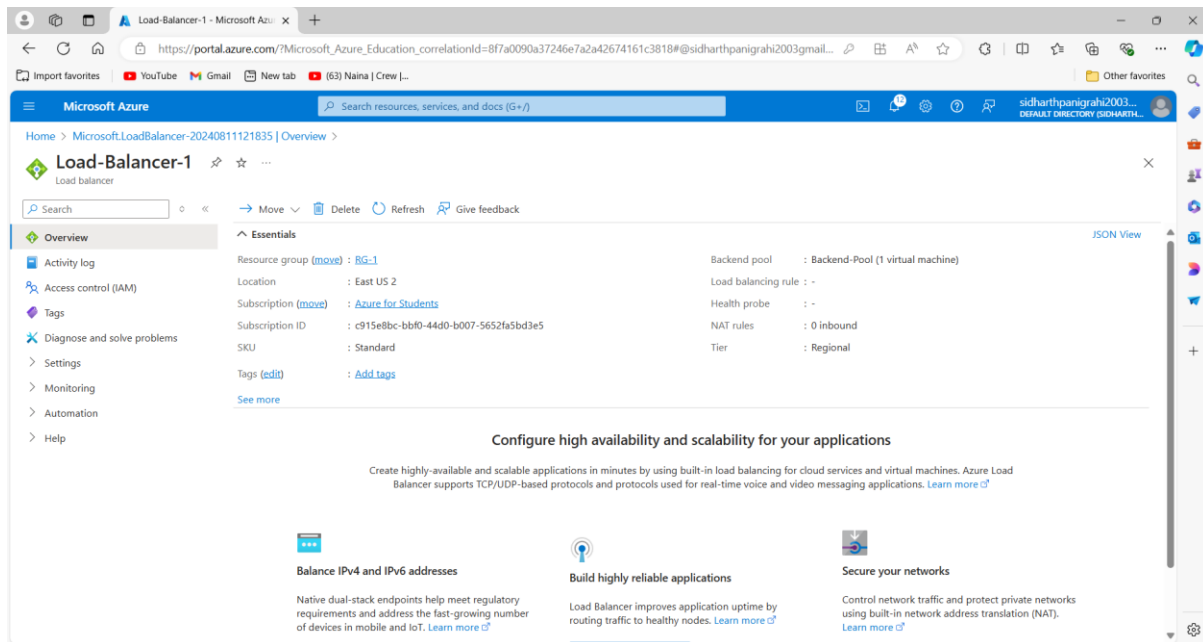 Load-Balancer-1 - Microsoft Azu
https://portal.azure.com/?Microsoft_Azure_Education_correlationId=8f7a0090a37246e7a2a42674161c3818#@sidharthpanigrahi2003gmail...
Import favorites YouTube Gmail New tab (63) Naina | Crew |... Other favorites
Microsoft Azure Search resources, services, and docs (G+/) 12 sidharthpanigrahi2003...
DEFAULT DIRECTORY (SIDHARTH...
Home > Microsoft.LoadBalancer-20240811121835 | Overview >
Load-Balancer-1 ...
Load balancer
Search
Overview
Activity log
Access control (IAM)
Tags
Diagnose and solve problems
Settings
Monitoring
Automation
Help
Move Delete Refresh Give feedback
Essentials JSON View
Resource group (move) : RG-1
Location : East US 2
Subscription (move) : Azure for Students
Subscription ID : c915e8bc-bbf0-44d0-b007-5652fa5bd3e5
SKU : Standard
Tags (edit) : Add tags
See more
Backend pool : Backend-Pool (1 virtual machine)
Load balancing rule : -
Health probe : -
NAT rules : 0 inbound
Tier : Regional
Configure high availability and scalability for your applications
Create highly-available and scalable applications in minutes by using built-in load balancing for cloud services and virtual machines. Azure Load
Balancer supports TCP/UDP-based protocols and protocols used for real-time voice and video messaging applications. Learn more
Balance IPv4 and IPv6 addresses
Native dual-stack endpoints help meet regulatory
requirements and address the fast-growing number
of devices in mobile and IoT. Learn more
Build highly reliable applications
Load Balancer improves application uptime by
routing traffic to healthy nodes. Learn more
Secure your networks
Control network traffic and protect private networks
using built-in network address translation (NAT).
Learn more